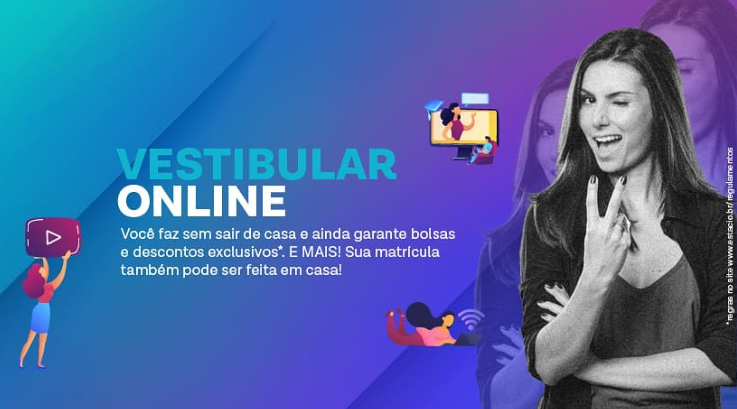 VESTIBULAR
ONLINE
Você faz sem sair de casa e ainda garante bolsas
e descontos exclusivos*. E MAIS! Sua matrícula
também pode ser feita em casa!
*regras no site www.estacio.br/regulamentos